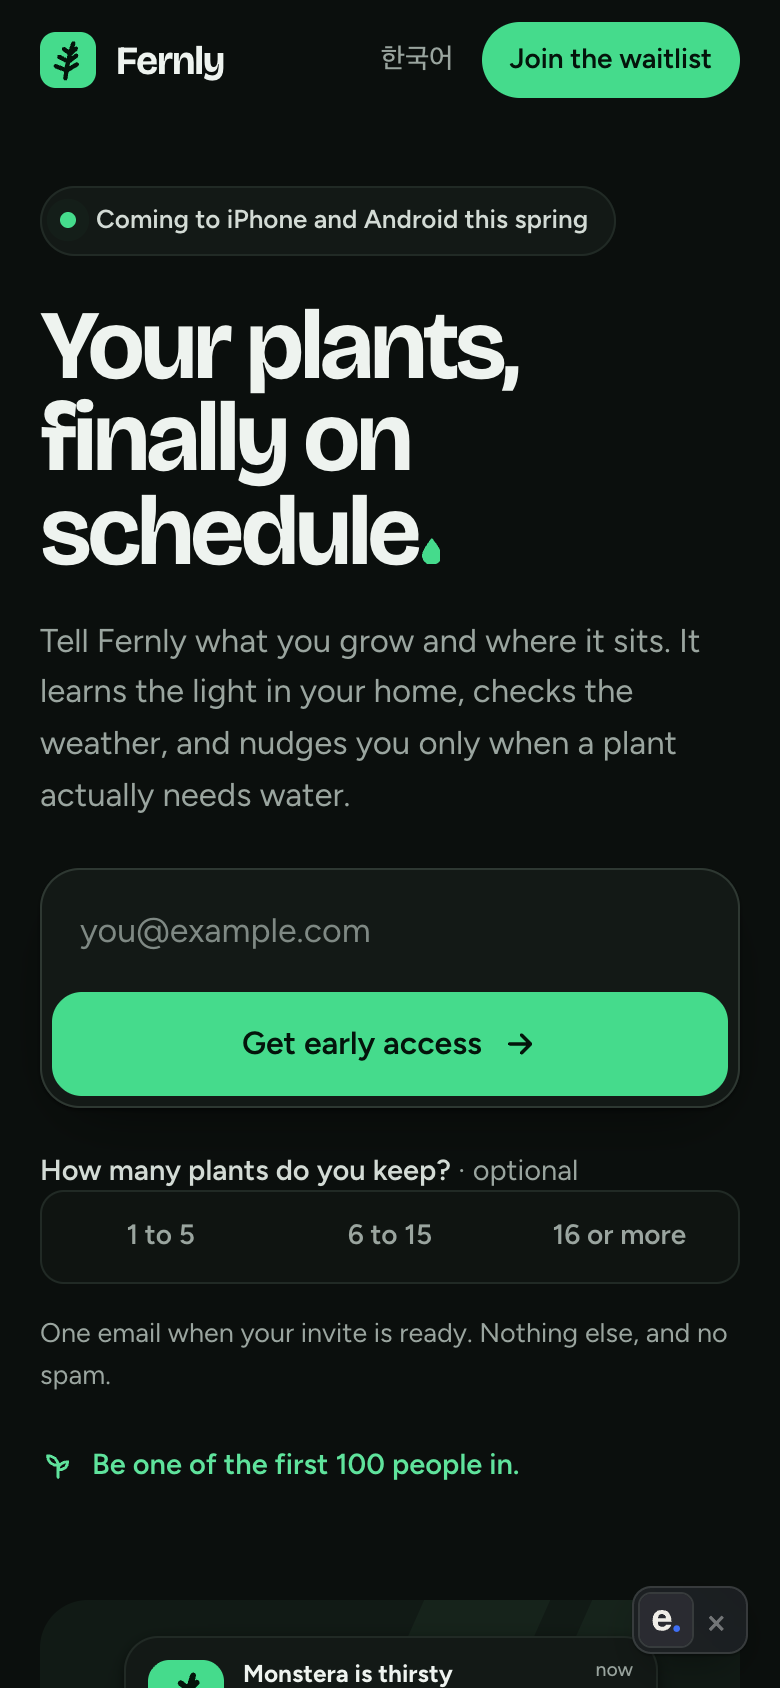 Fernly
한국어
Join the waitlist
Coming to iPhone and Android this spring
Your plants,
finally on
schedule.
Tell Fernly what you grow and where it sits. It
learns the light in your home, checks the
weather, and nudges you only when a plant
actually needs water.
you@example.com
Get early access →
How many plants do you keep? · optional
1 to 5
6 to 15
16 or more
One email when your invite is ready. Nothing else, and no
spam.
Be one of the first 100 people in.
e.
×
Monstera is thirsty
now